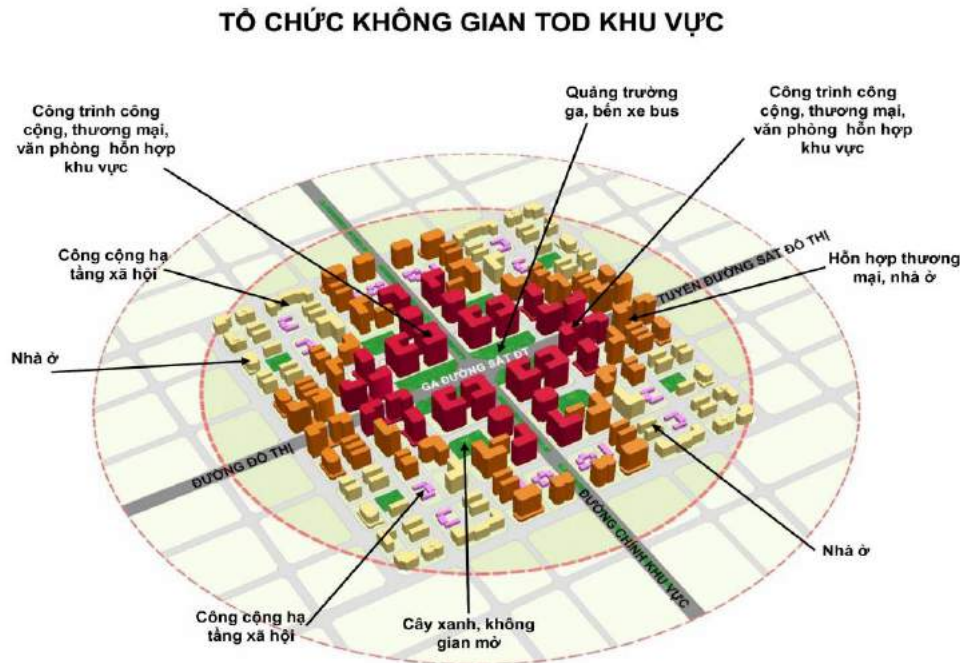 TỔ CHỨC KHÔNG GIAN TOD KHU VỰC
Công trình công
cộng, thương mại,
văn phòng hỗn hợp
khu vực
Quảng trường
ga, bến xe bus
Công trình công
cộng, thương mại,
văn phòng hỗn hợp
khu vực
Công cộng hạ
tầng xã hội
TUYẾN ĐƯỜNG SẮT ĐÔ THỊ
Hỗn hợp thương
mại, nhà ở
Nhà ở
GA ĐƯỜNG SẮT ĐT
ĐƯỜNG ĐÔ THỊ
ĐƯỜNG CHÍNH KHU VỰC
Nhà ở
Công cộng hạ
tầng xã hội
Cây xanh, không
gian mở